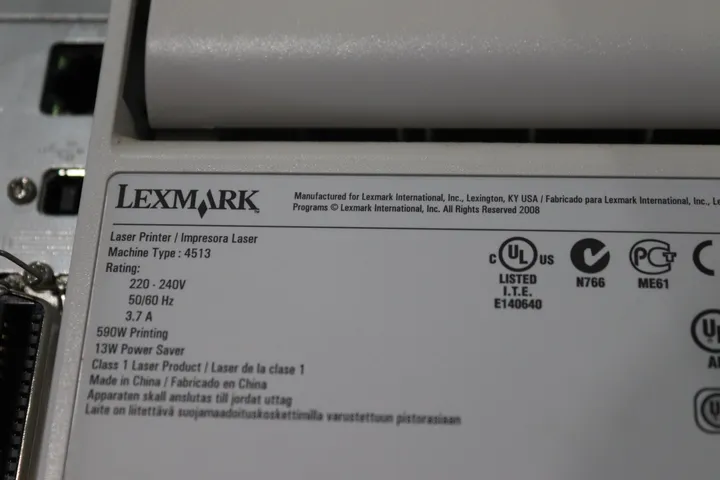 LEXMARK
Manufactured for Lexmark International, Inc., Lexington, KY USA / Fabricado para Lexmark International, Inc.,
Programs © Lexmark International, Inc. All Rights Reserved 2008
Laser Printer / Impresora Laser
Machine Type : 4513
Rating:
220 - 240V
50/60 Hz
3.7 A
590W Printing
13W Power Saver
Class 1 Laser Product / Laser de la clase 1
Made in China / Fabricado en China
Apparaten skall anslutas till jordat uttag
Laite on liitettävä suojamaadoituskoskettimilla varustettuun pistorasiaan
C UL US
LISTED
I.T.E.
E140640
N766
ME61